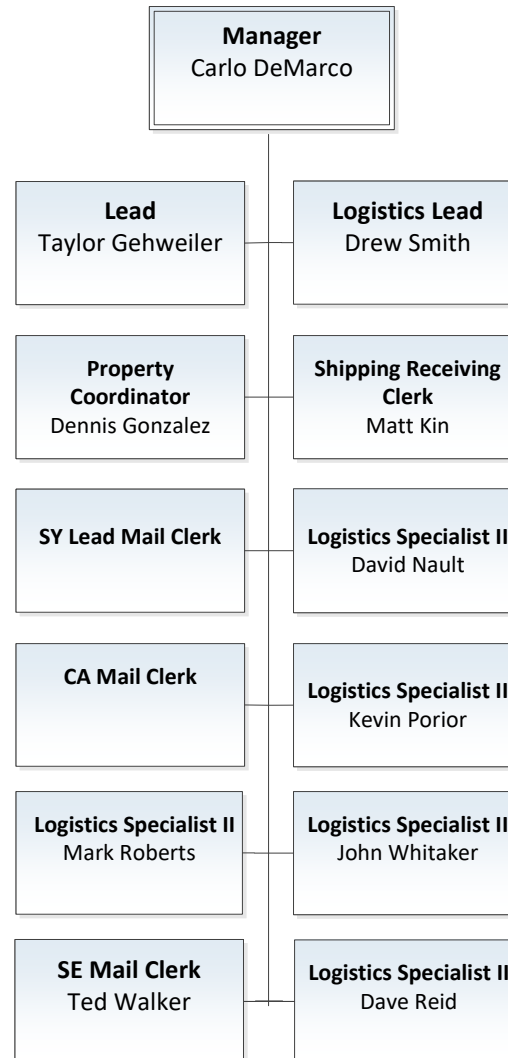 Manager
Carlo DeMarco
Lead
Taylor Gehweiler
Logistics Lead
Drew Smith
Property
Coordinator
Dennis Gonzalez
Shipping Receiving
Clerk
Matt Kin
SY Lead Mail Clerk
Logistics Specialist II
David Nault
CA Mail Clerk
Logistics Specialist II
Kevin Porior
Logistics Specialist II
Mark Roberts
Logistics Specialist II
John Whitaker
SE Mail Clerk
Ted Walker
Logistics Specialist II
Dave Reid